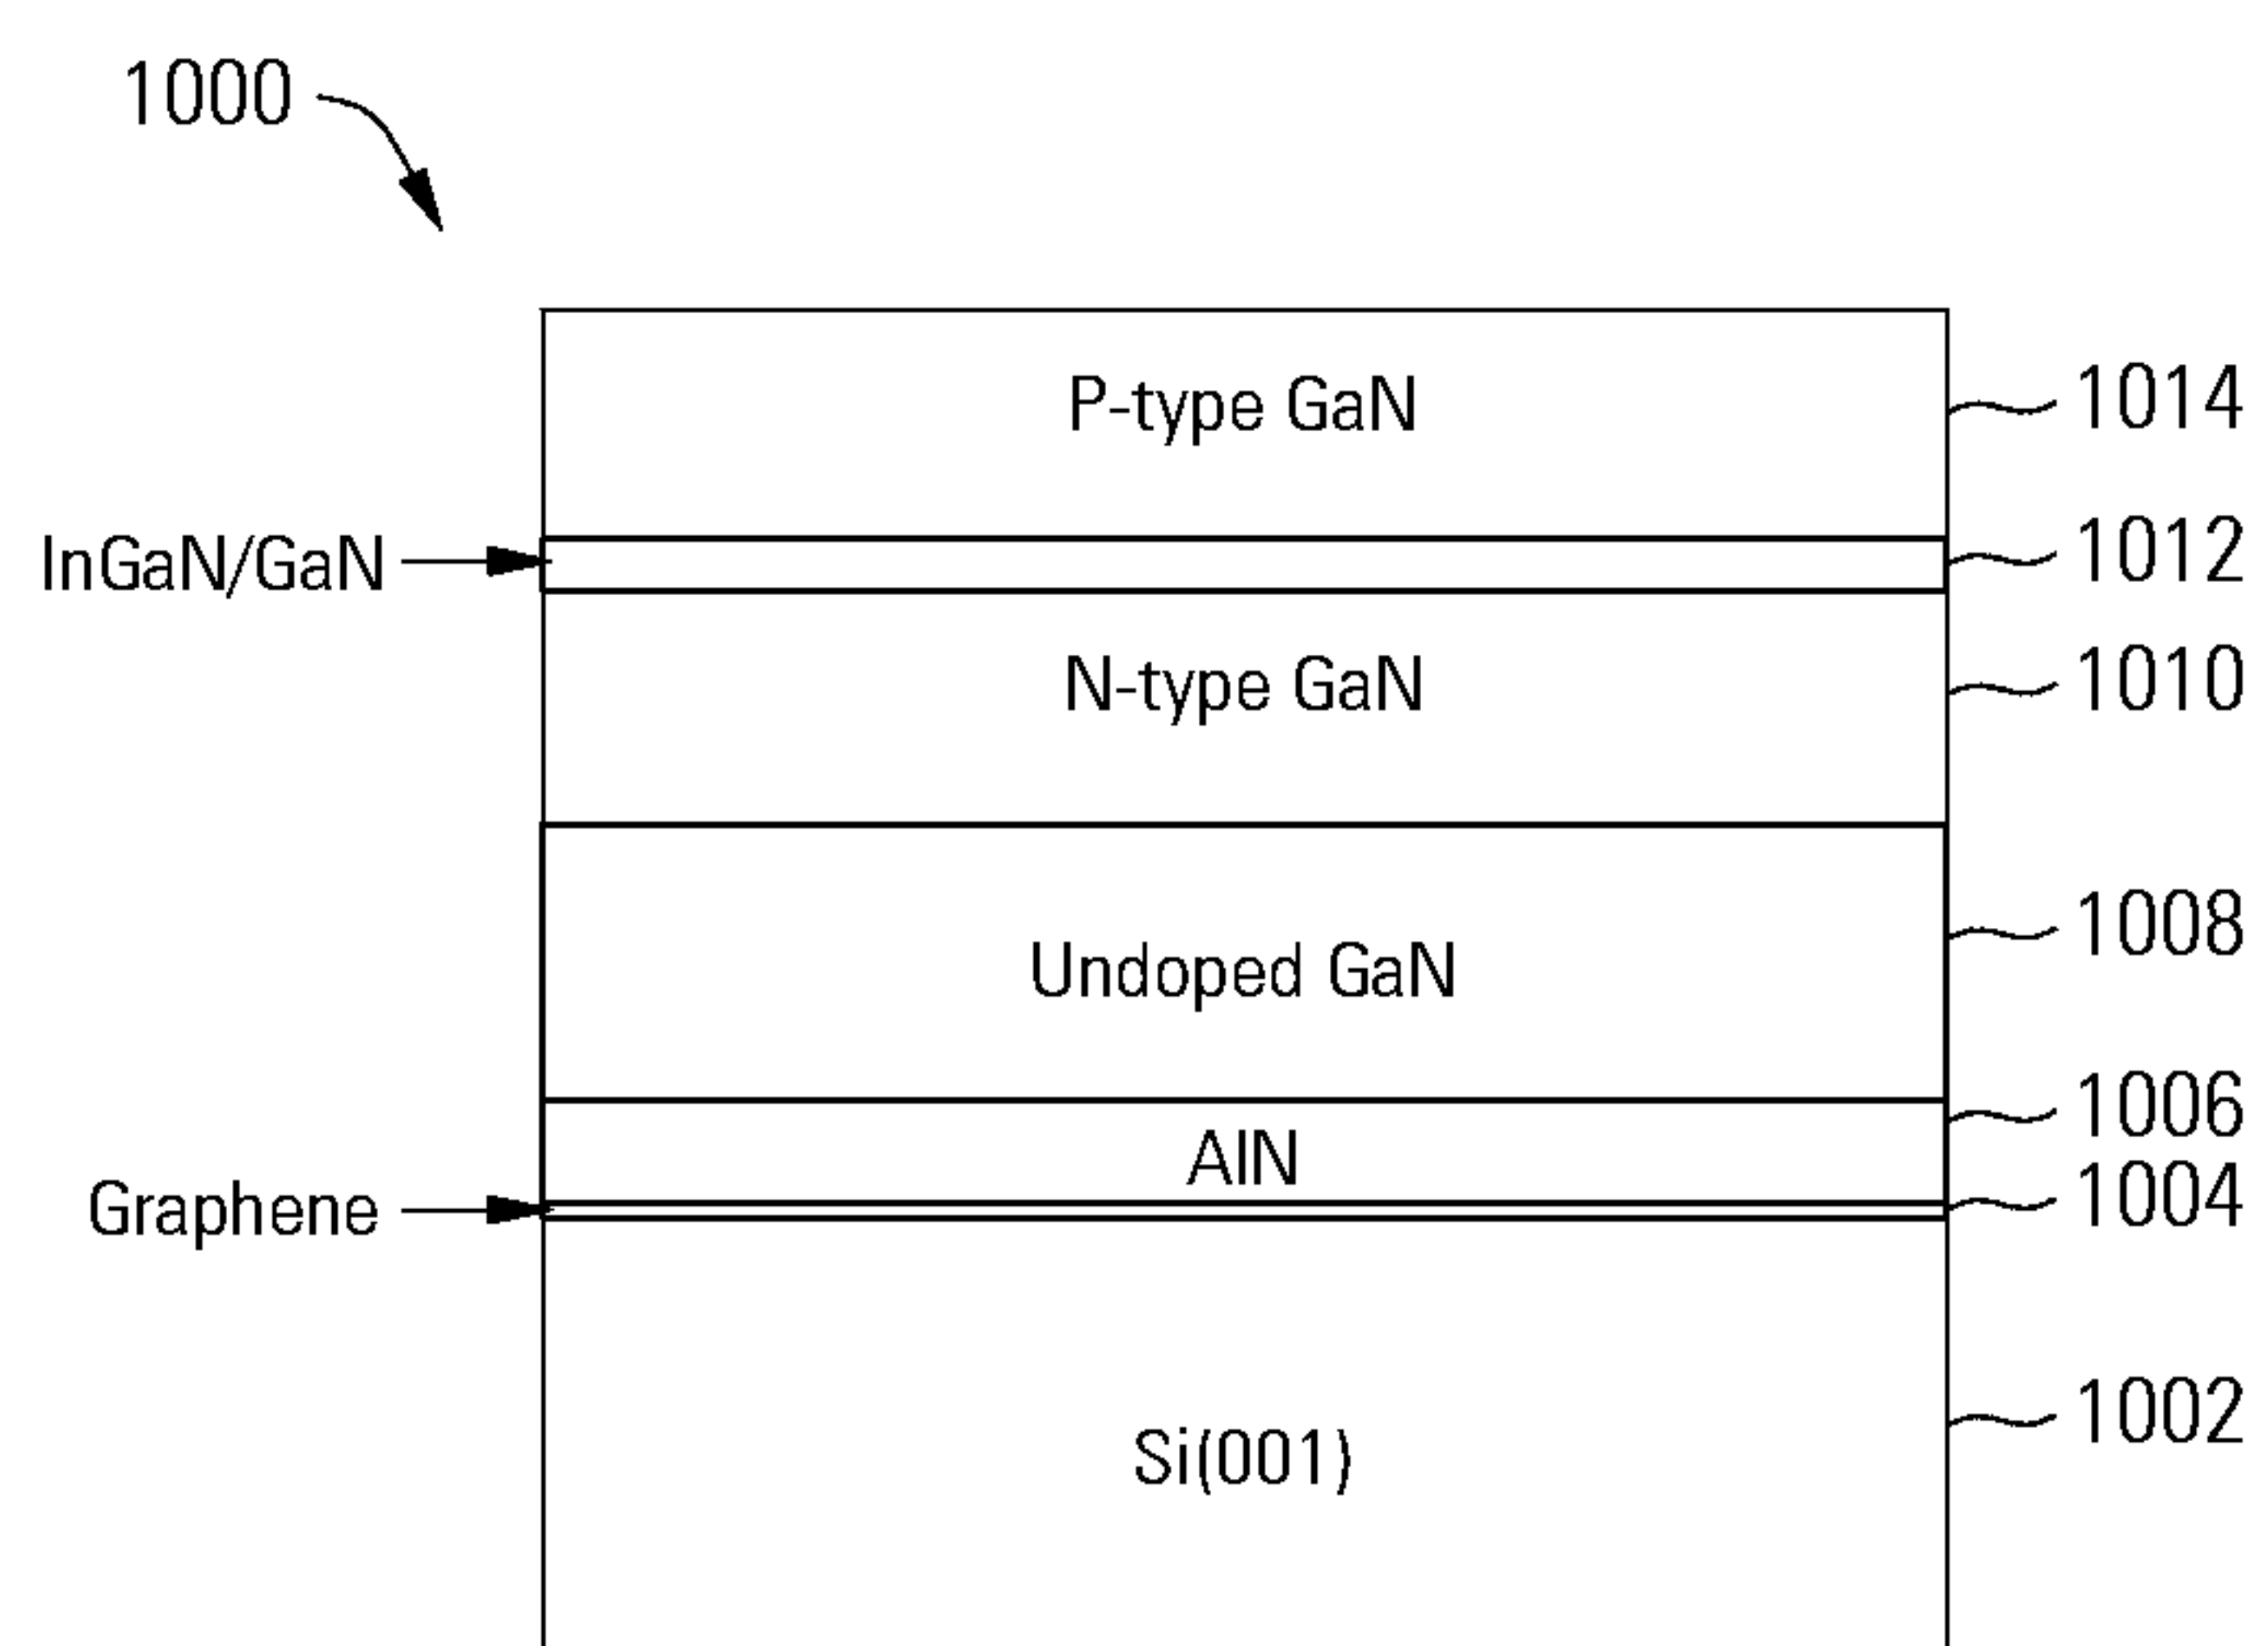 1000
P-type GaN
1014
InGaN/GaN
1012
N-type GaN
1010
Undoped GaN
1008
1006
AlN
Graphene
1004
Si(001)
1002